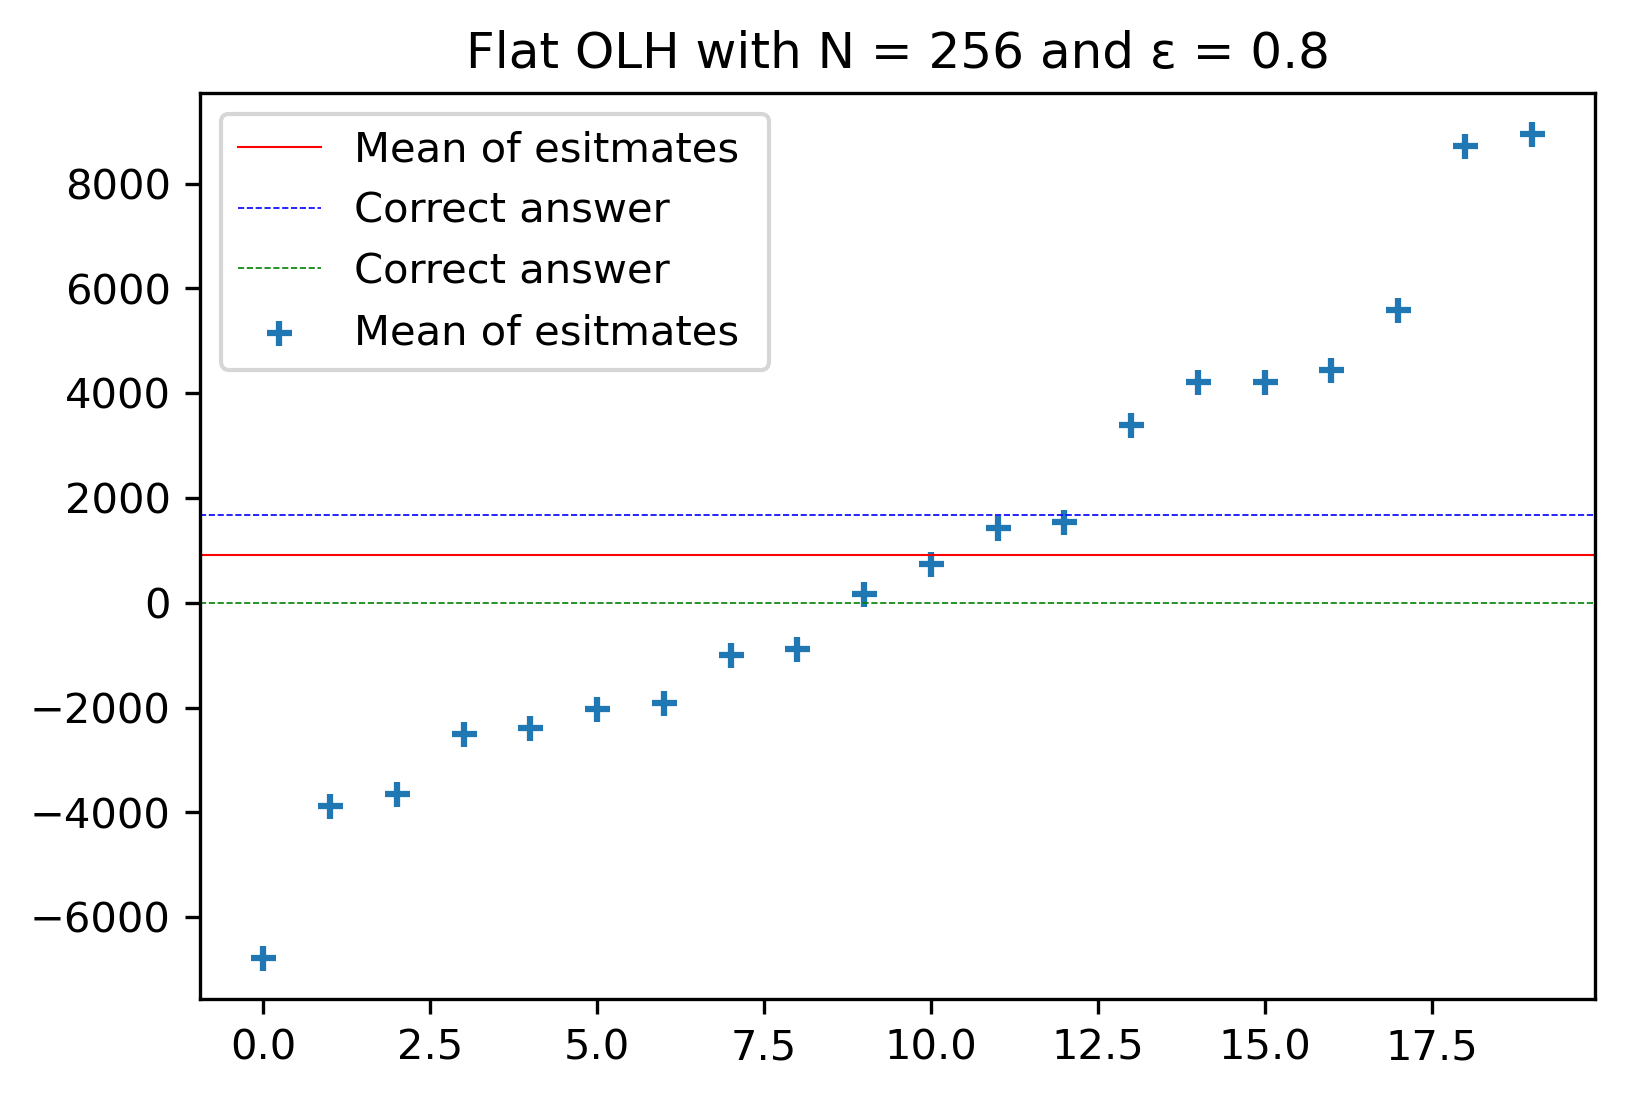 Flat OLH with N = 256 and ε = 0.8
Mean of esitmates
Correct answer
Correct answer
Mean of esitmates
8000
6000
4000
2000
0
−2000
−4000
−6000
0.0 2.5 5.0 7.5 10.0 12.5 15.0 17.5